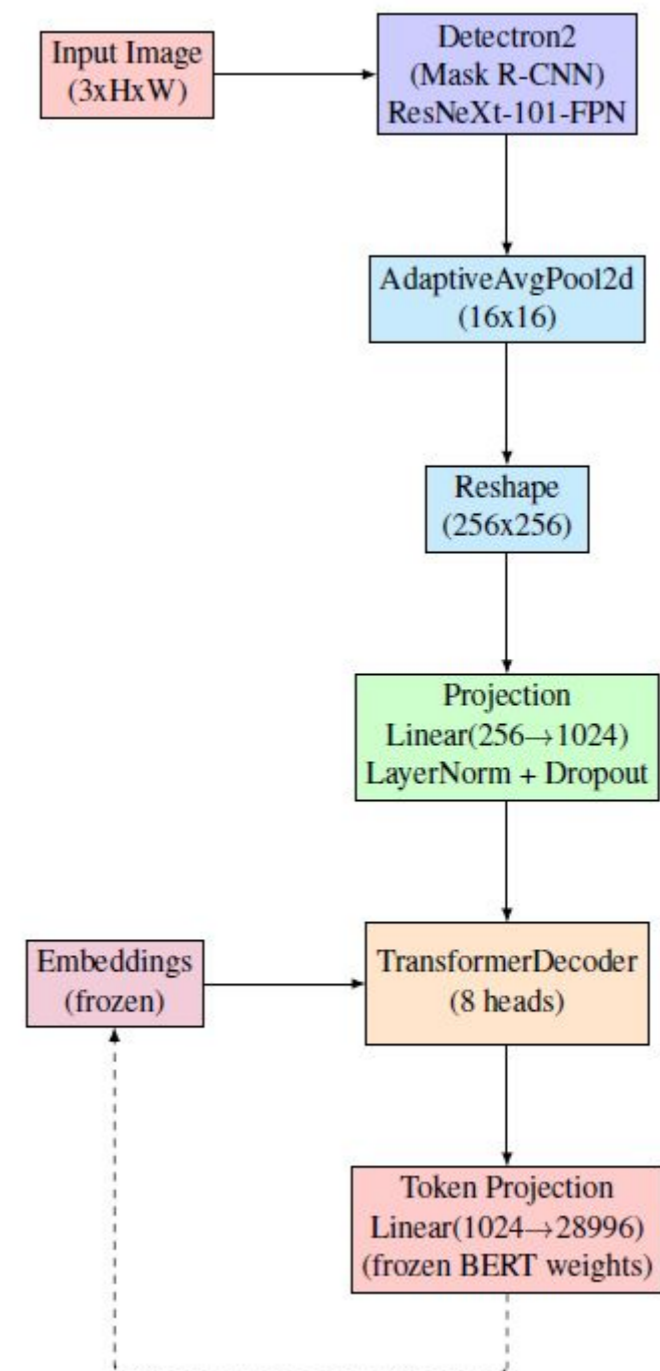 Input Image
(3xHxW)
Detectron2
(Mask R-CNN)
ResNeXt-101-FPN
AdaptiveAvgPool2d
(16x16)
Reshape
(256x256)
Projection
Linear(256→1024)
LayerNorm + Dropout
Embeddings
(frozen)
TransformerDecoder
(8 heads)
Token Projection
Linear(1024→28996)
(frozen BERT weights)